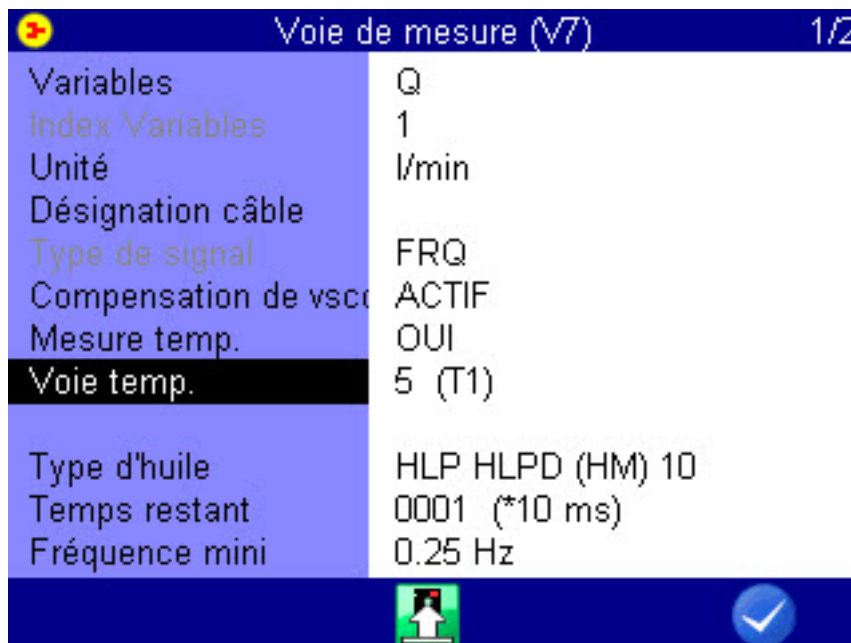 Voie de mesure (V7) 1/2
Variables Q
Index Variables 1
Unité l/min
Désignation câble
Type de signal FRQ
Compensation de vsco ACTIF
Mesure temp. OUI
Voie temp. 5 (T1)
Type d'huile HLP HLPD (HM) 10
Temps restant 0001 (*10 ms)
Fréquence mini 0.25 Hz